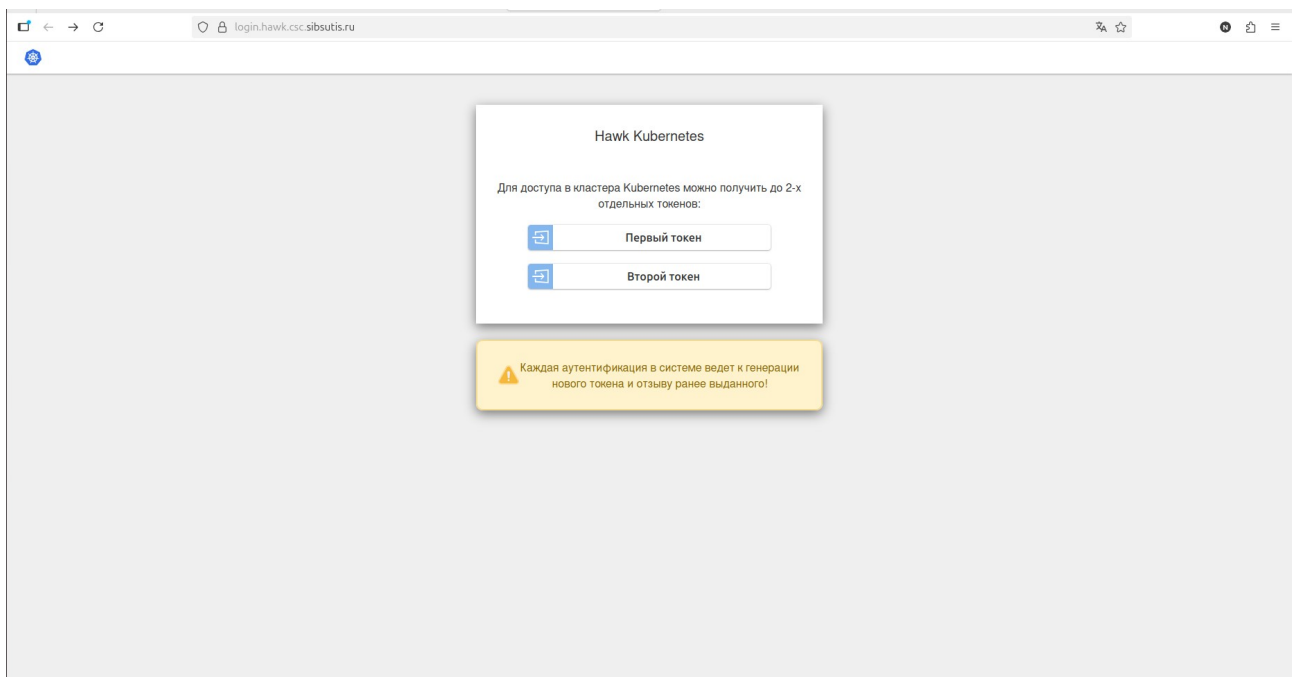 login.hawk.csc.sibsutis.ru
N
Hawk Kubernetes
Для доступа в кластера Kubernetes можно получить до 2-х
отдельных токенов:
Первый токен
Второй токен
Каждая аутентификация в системе ведет к генерации
нового токена и отзыву ранее выданного!